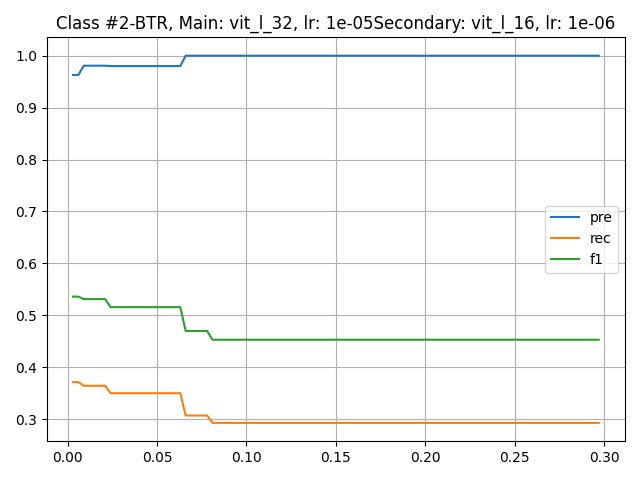 Class #2-BTR, Main: vit_l_32, lr: 1e-05Secondary: vit_l_16, lr: 1e-06
1.0
0.9
0.8
0.7
0.6
0.5
0.4
0.3
pre
rec
f1
0.00 0.05 0.10 0.15 0.20 0.25 0.30